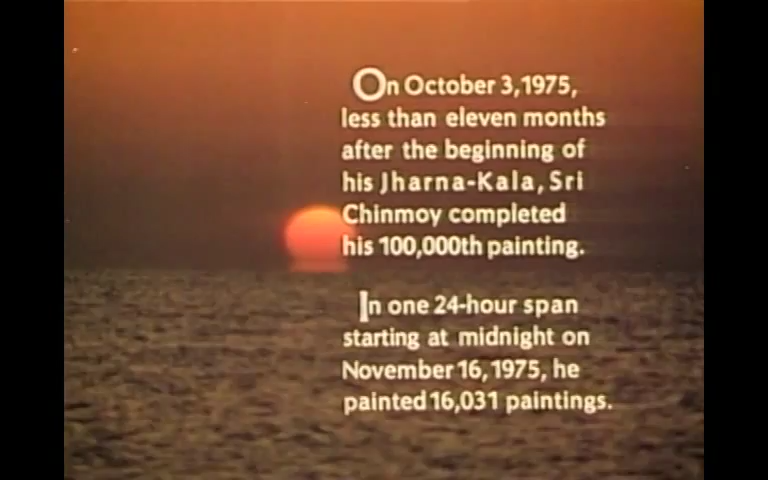 On October 3, 1975,
less than eleven months
after the beginning of
his Jharna-Kala, Sri
Chinmoy completed
his 100,000th painting.
In one 24-hour span
starting at midnight on
November 16, 1975, he
painted 16,031 paintings.